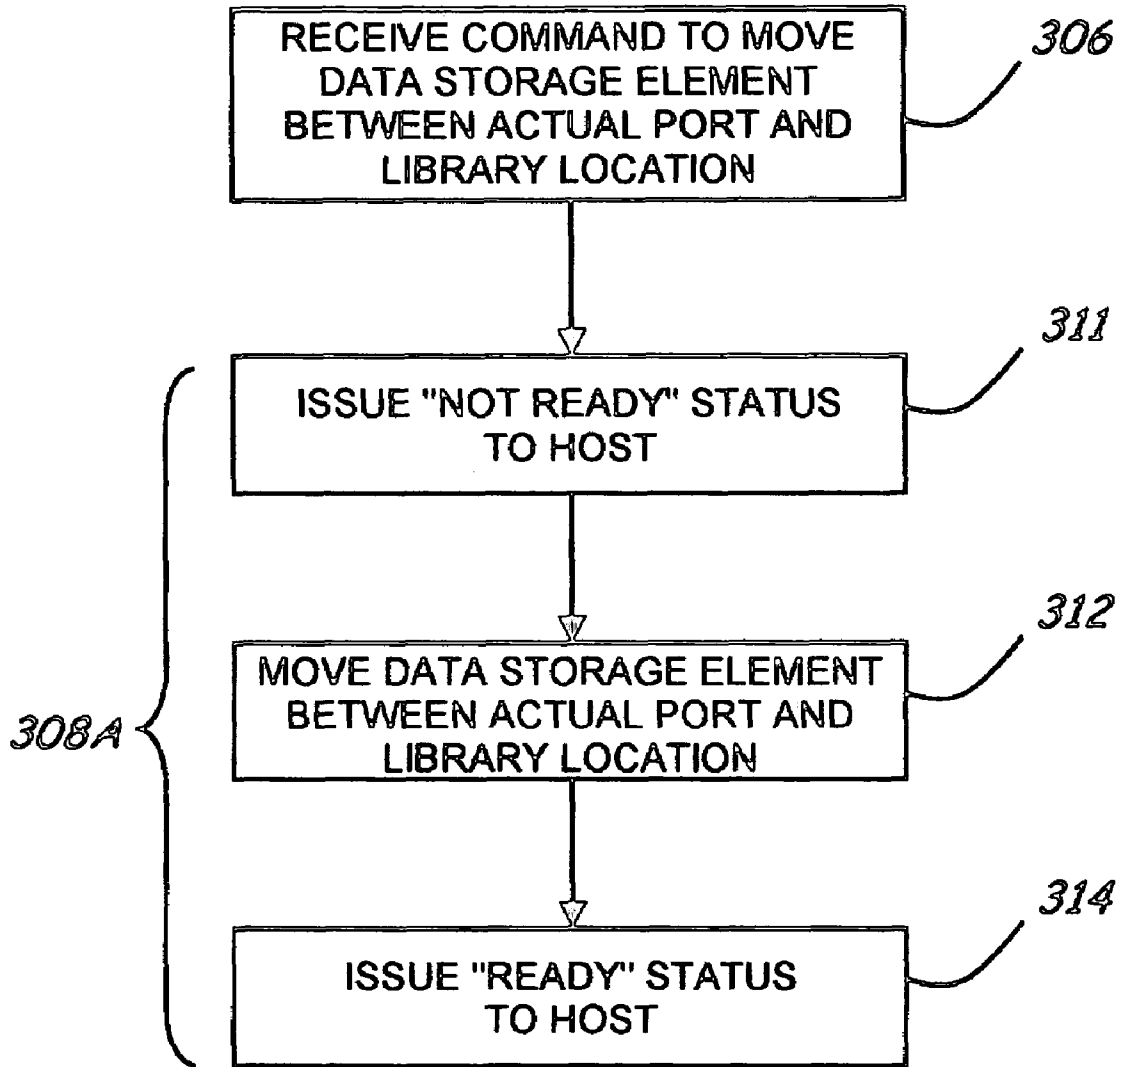 RECEIVE COMMAND TO MOVE
DATA STORAGE ELEMENT
BETWEEN ACTUAL PORT AND
LIBRARY LOCATION
306
ISSUE "NOT READY" STATUS
TO HOST
311
MOVE DATA STORAGE ELEMENT
BETWEEN ACTUAL PORT AND
LIBRARY LOCATION
312
308A
ISSUE "READY" STATUS
TO HOST
314